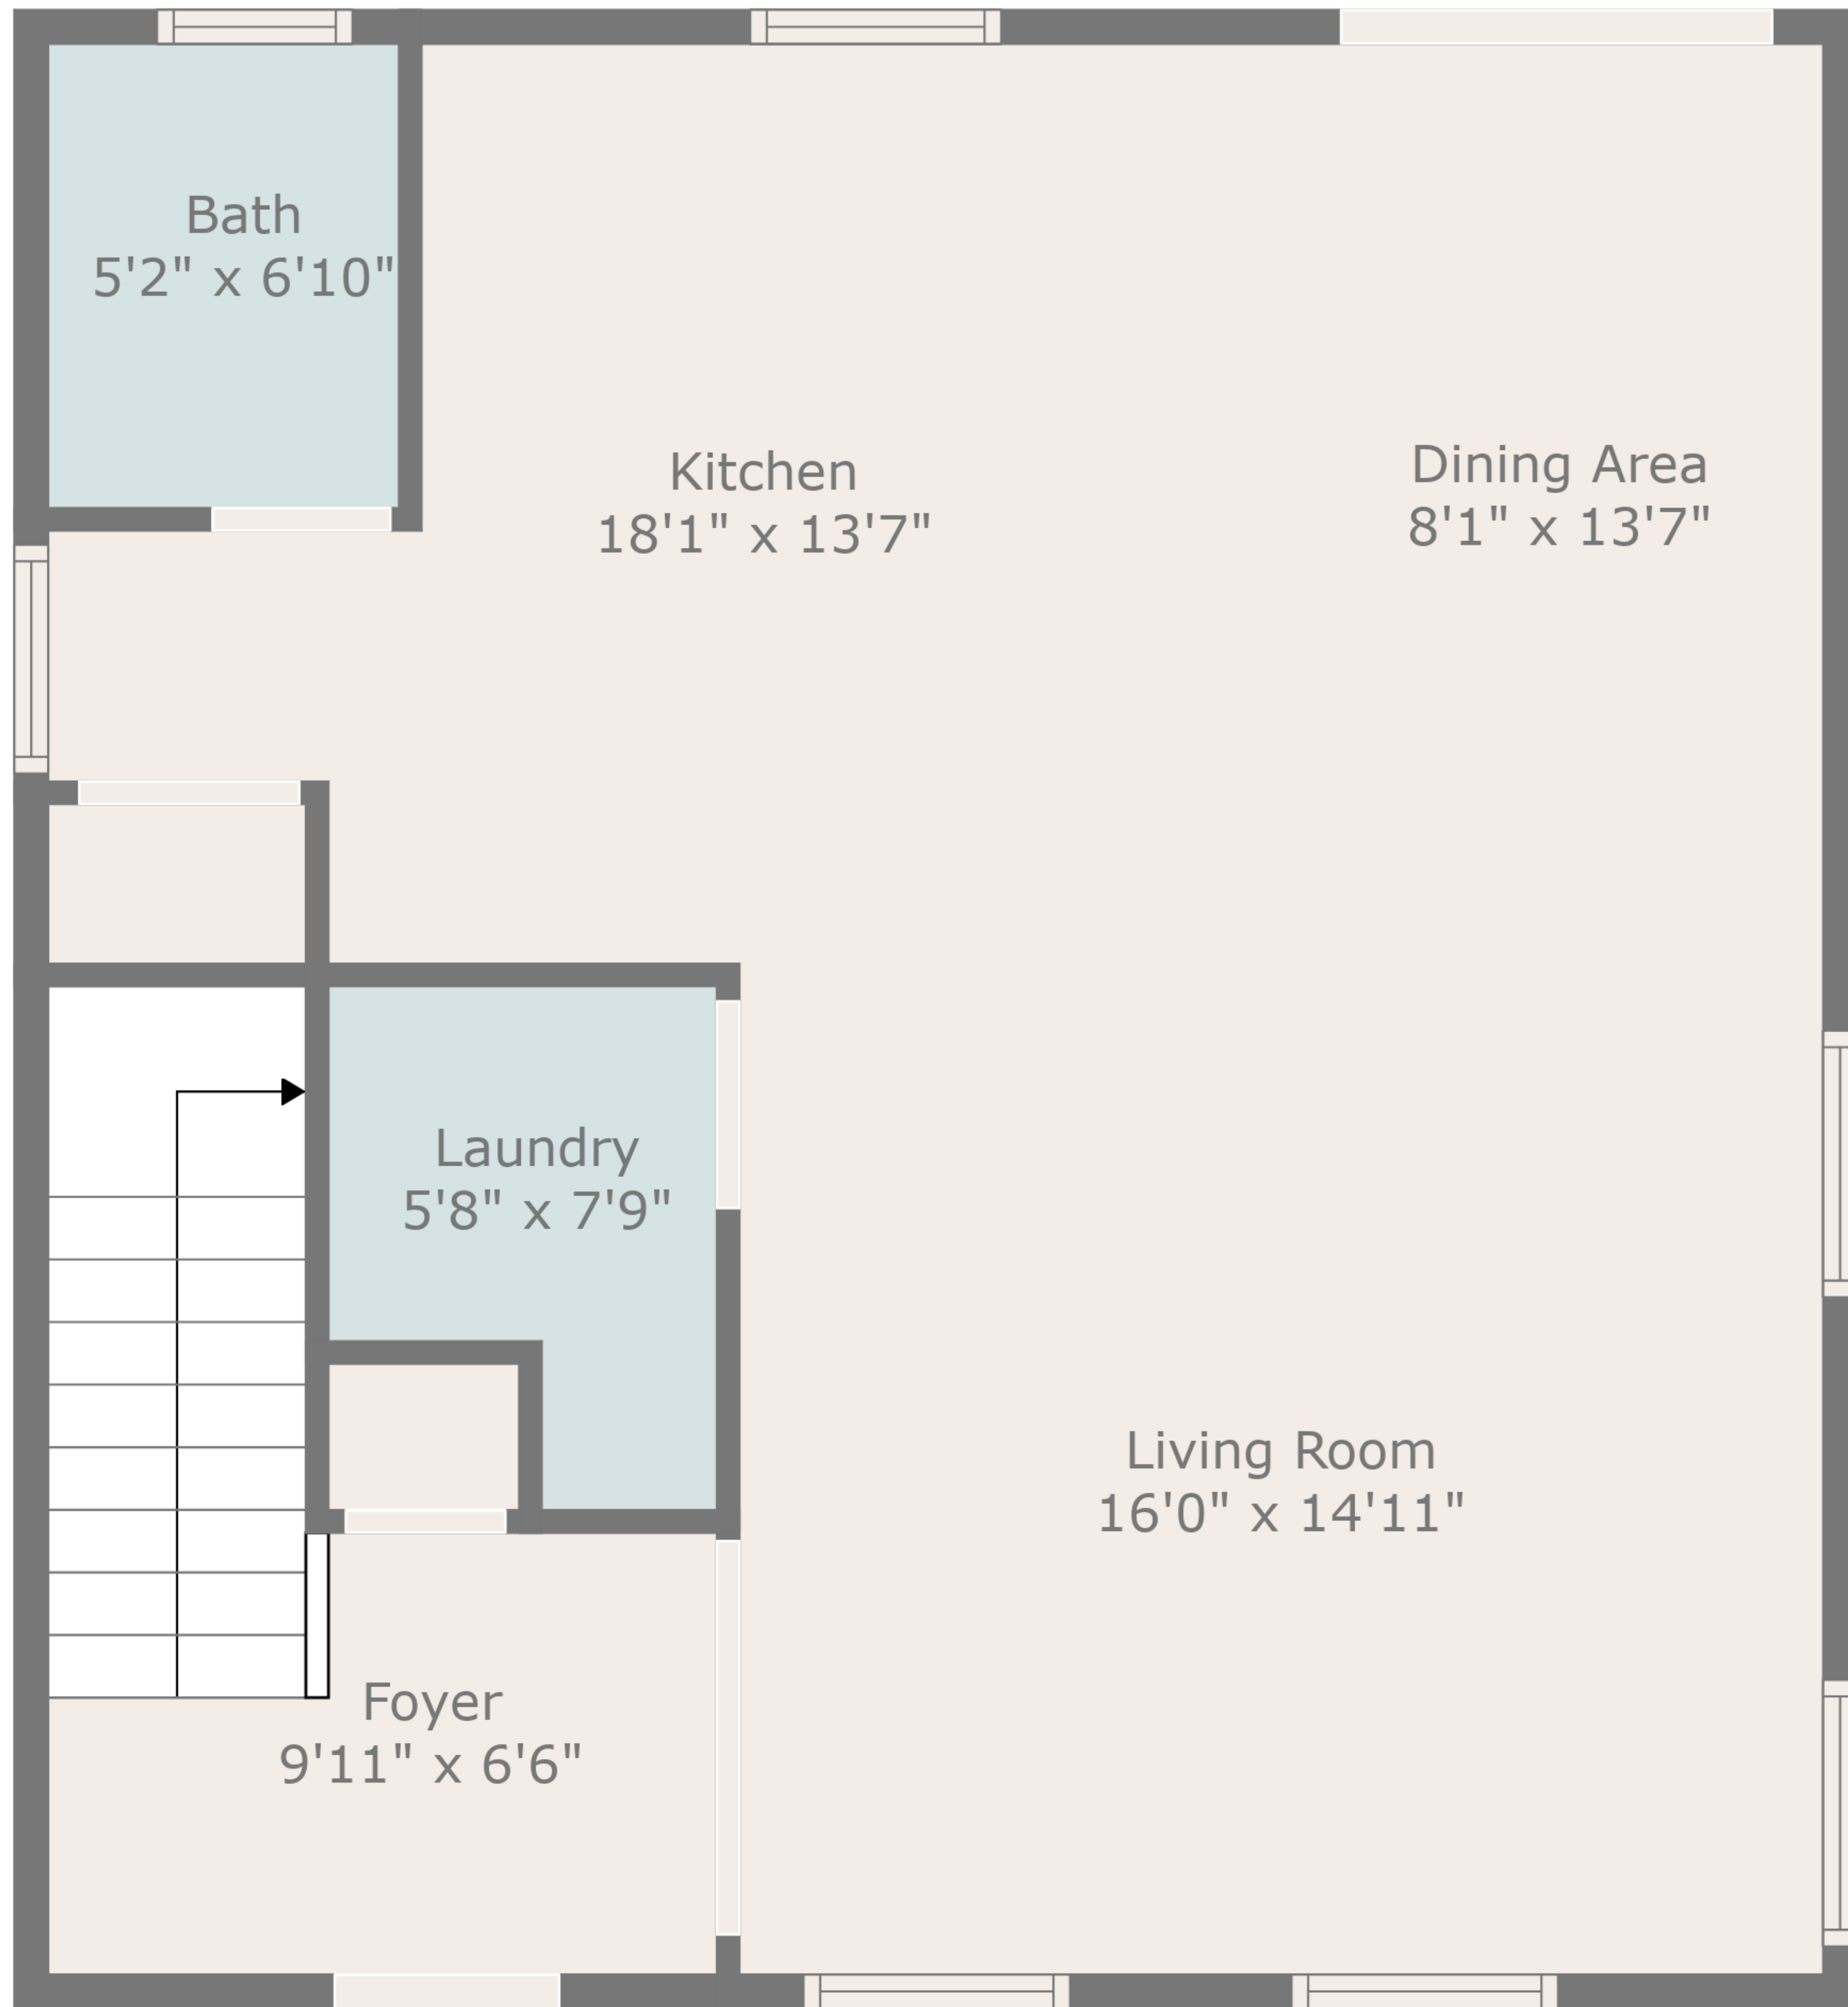 Bath
5'2" x 6'10"
Kitchen
18'1" x 13'7"
Dining Area
8'1" x 13'7"
Laundry
5'8" x 7'9"
Living Room
16'0" x 14'11"
Foyer
9'11" x 6'6"